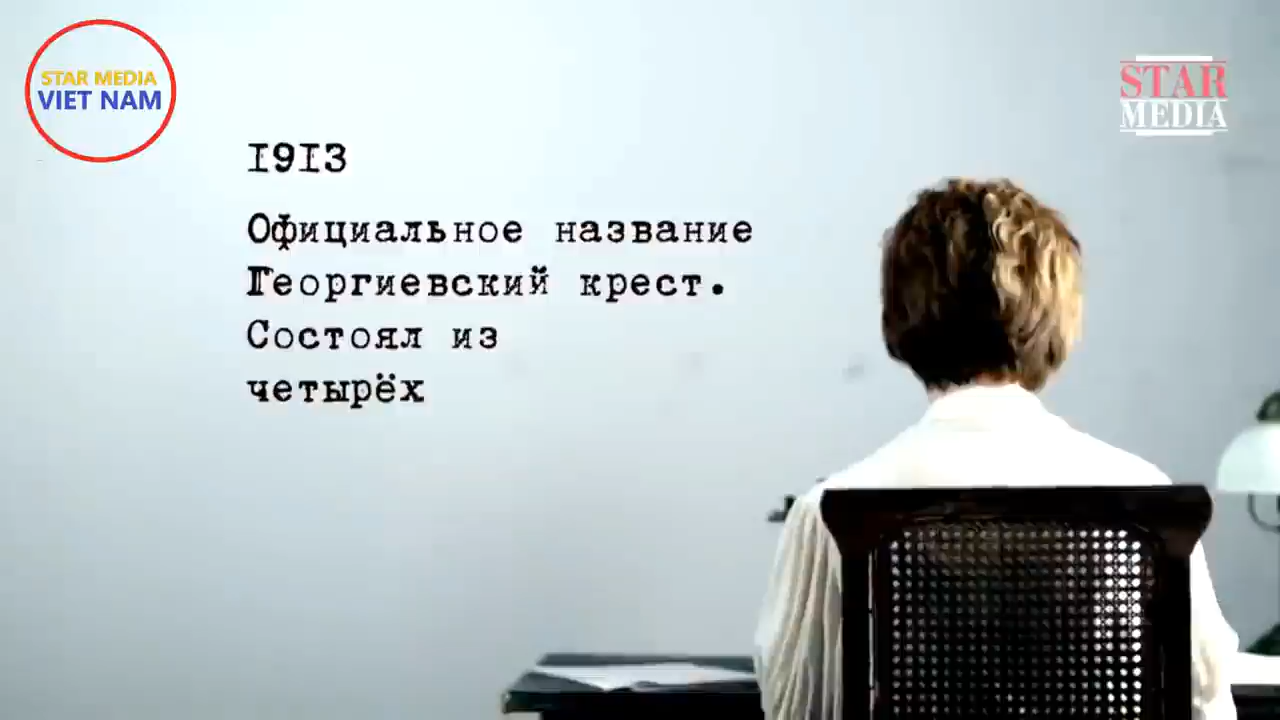 STAR MEDIA
VIET NAM
STAR
MEDIA
1913
Официальное название
Георгиевский крест.
Состоял из
четырёх